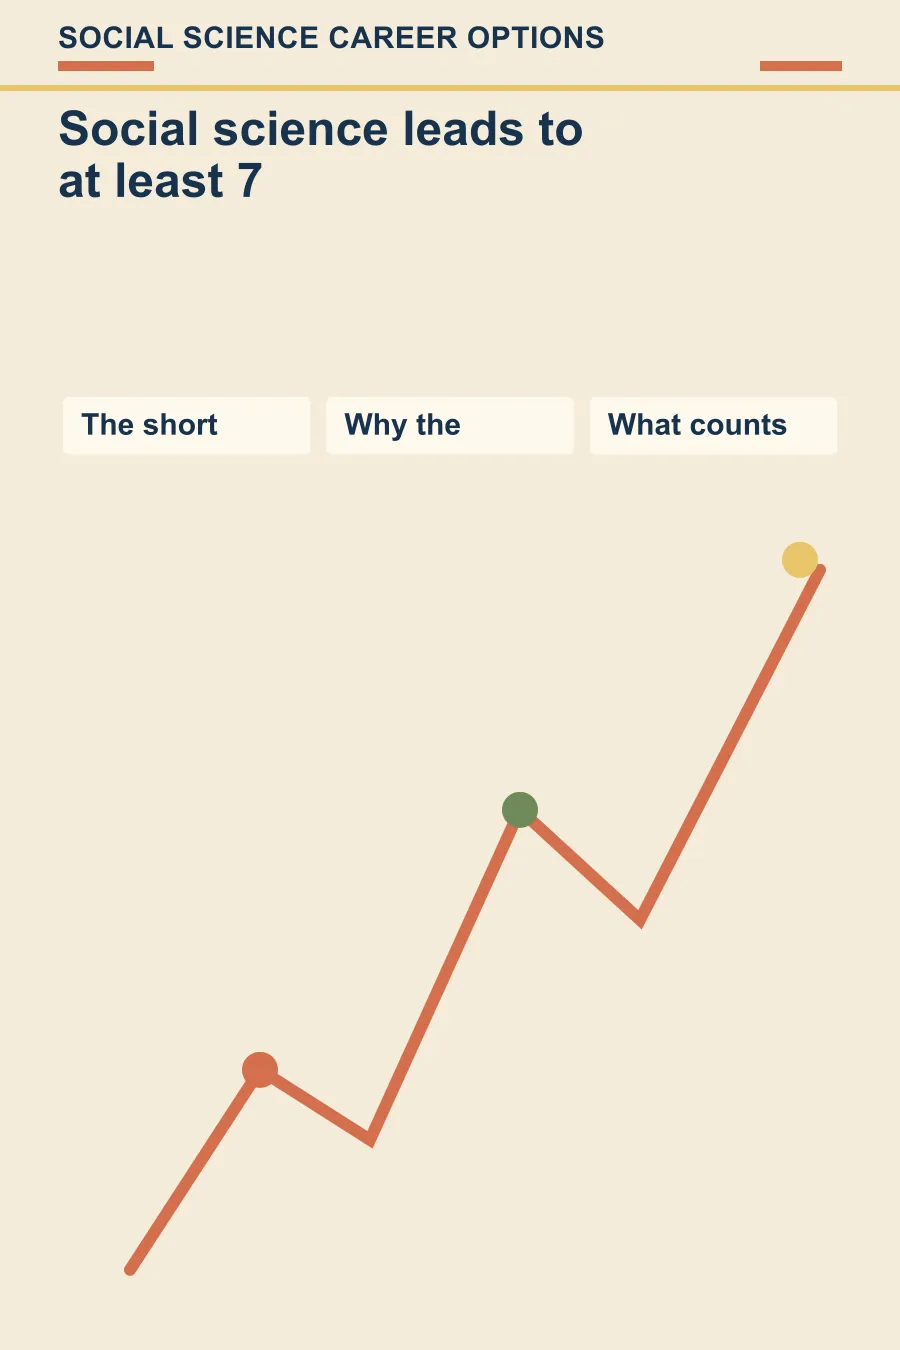 SOCIAL SCIENCE CAREER OPTIONS
Social science leads to
at least 7
The short
Why the
What counts